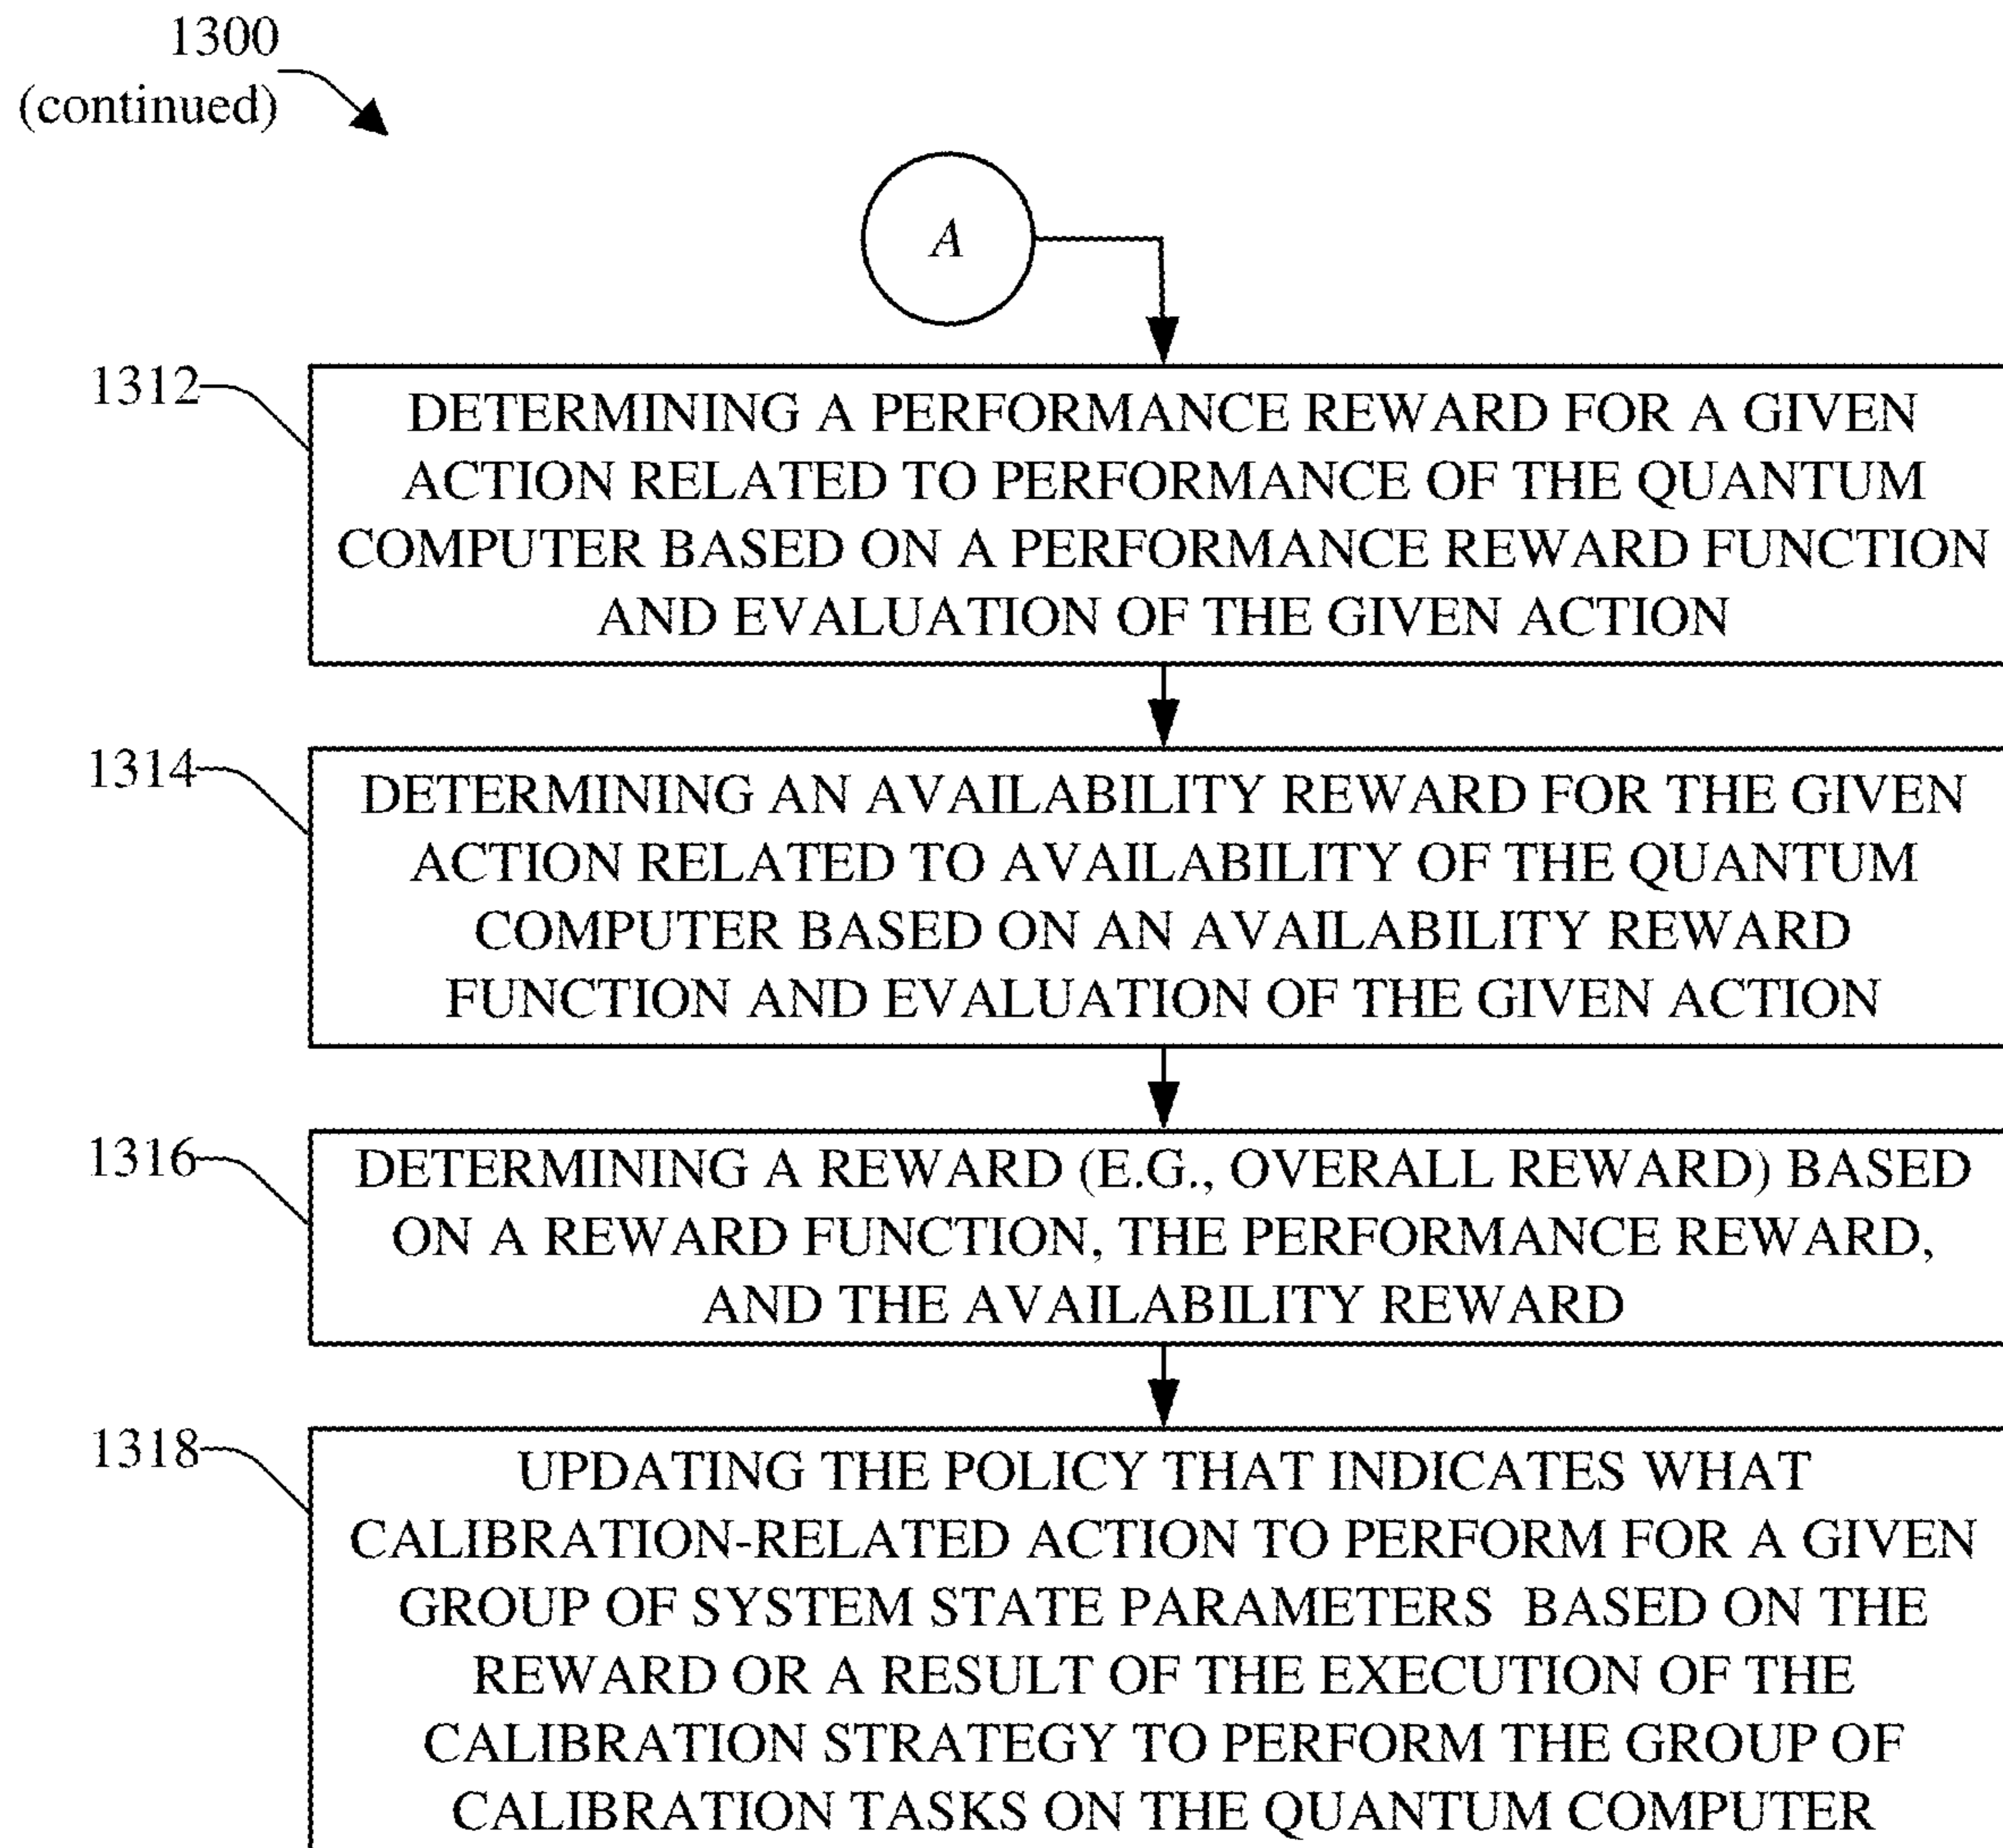 1300
(continued)
A
1312
DETERMINING A PERFORMANCE REWARD FOR A GIVEN
ACTION RELATED TO PERFORMANCE OF THE QUANTUM
COMPUTER BASED ON A PERFORMANCE REWARD FUNCTION
AND EVALUATION OF THE GIVEN ACTION
1314
DETERMINING AN AVAILABILITY REWARD FOR THE GIVEN
ACTION RELATED TO AVAILABILITY OF THE QUANTUM
COMPUTER BASED ON AN AVAILABILITY REWARD
FUNCTION AND EVALUATION OF THE GIVEN ACTION
1316
DETERMINING A REWARD (E.G., OVERALL REWARD) BASED
ON A REWARD FUNCTION, THE PERFORMANCE REWARD,
AND THE AVAILABILITY REWARD
1318
UPDATING THE POLICY THAT INDICATES WHAT
CALIBRATION-RELATED ACTION TO PERFORM FOR A GIVEN
GROUP OF SYSTEM STATE PARAMETERS BASED ON THE
REWARD OR A RESULT OF THE EXECUTION OF THE
CALIBRATION STRATEGY TO PERFORM THE GROUP OF
CALIBRATION TASKS ON THE QUANTUM COMPUTER